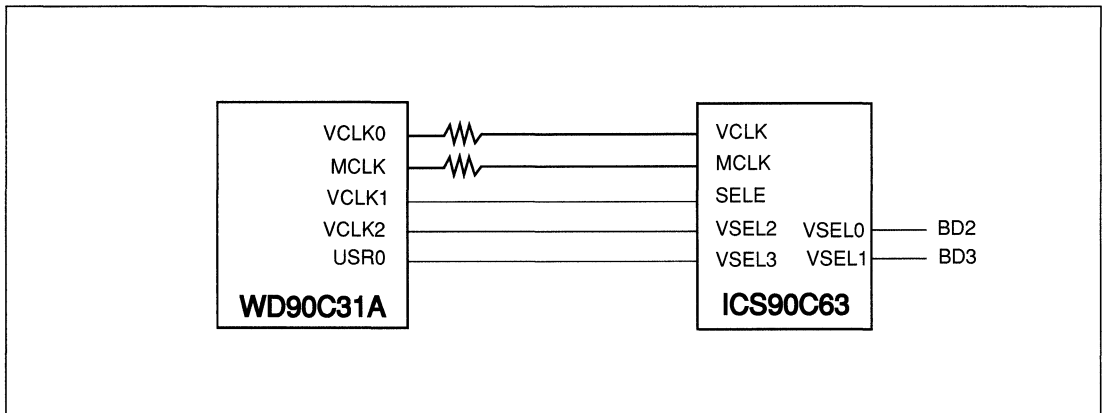 VCLK0
MCLK
VCLK1
VCLK2
USR0
WD90C31A
VCLK
MCLK
SELE
VSEL2
VSEL3
VSEL0
VSEL1
ICS90C63
BD2
BD3